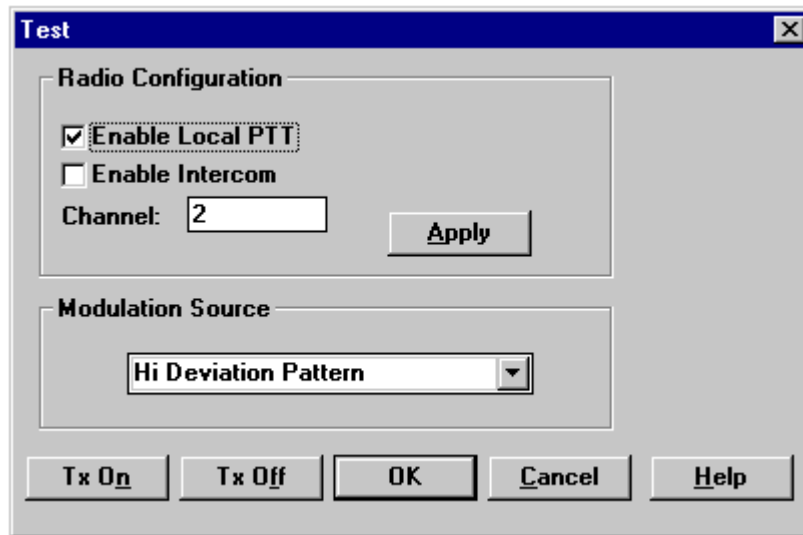 Test
Radio Configuration
Enable Local PTT
Enable Intercom
Channel: 2
Apply
Modulation Source
Hi Deviation Pattern
Tx On Tx Off OK Cancel Help